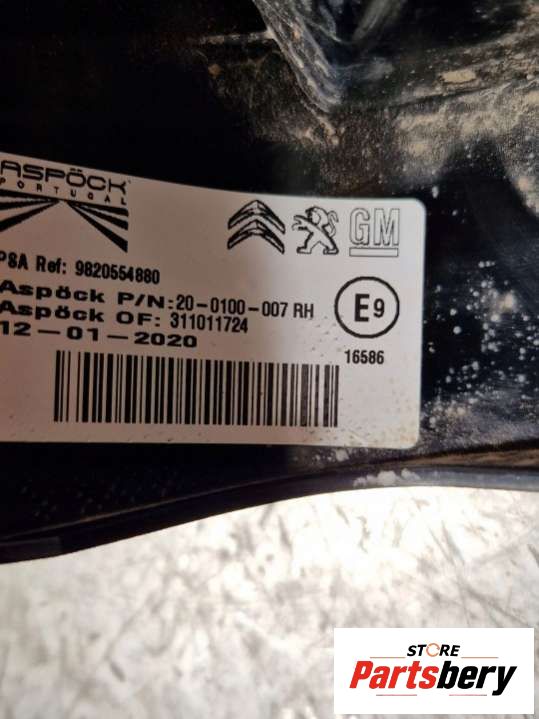 ASPÖCK
PORTUGAL
GM
PSA Ref: 9820554880
Aspöck P/N:20-0100-007 RH
Aspöck OF: 311011724
12-01-2020
E9
16586
STORE
Partsbery